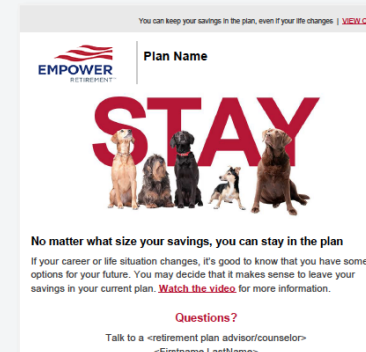 You can keep your savings in the plan, even if your life changes | VIEW
EMPOWER
RETIREMENT
Plan Name
STAY
No matter what size your savings, you can stay in the plan
If your career or life situation changes, it's good to know that you have some
options for your future. You may decide that it makes sense to leave your
savings in your current plan. Watch the video for more information.
Questions?
Talk to a <retirement plan advisor/counselor>
<Firstname LastName>